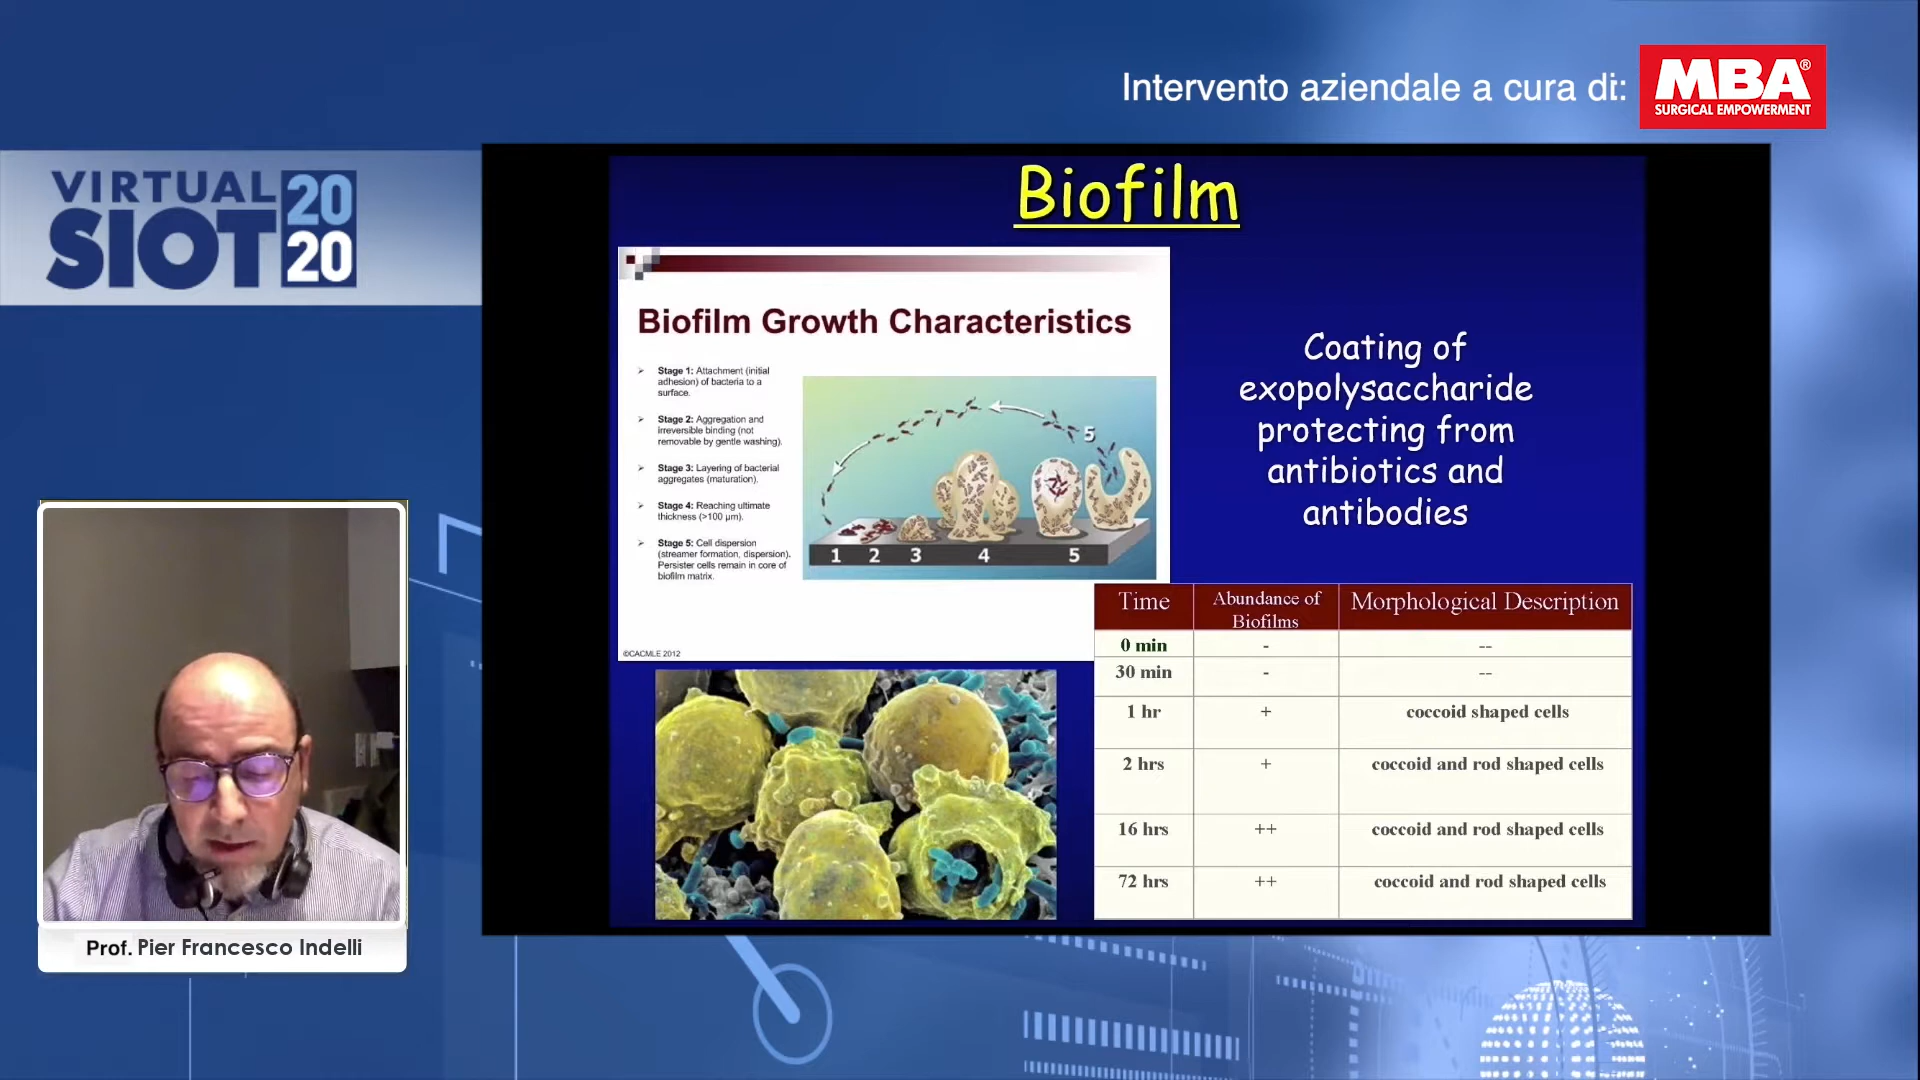 Intervento aziendale a cura di:
MBA®
SURGICAL EMPOWERMENT
VIRTUAL
SIOT
20
20
Biofilm
Biofilm Growth Characteristics
Stage 1: Attachment (initial
adhesion) of bacteria to a
surface.
Stage 2: Aggregation and
irreversible binding (not
removable by gentle washing).
Stage 3: Layering of bacterial
aggregates (maturation).
Stage 4: Reaching ultimate
thickness (>100 µm).
Stage 5: Cell dispersion
(streamer formation, dispersion).
Persister cells remain in core of
biofilm matrix.
5
1 2 3 4 5
©CACMLE 2012
Coating of
exopolysaccharide
protecting from
antibiotics and
antibodies
Time Abundance of Biofilms Morphological Description
0 min - --
30 min - --
1 hr + coccoid shaped cells
2 hrs + coccoid and rod shaped cells
16 hrs ++ coccoid and rod shaped cells
72 hrs ++ coccoid and rod shaped cells
Prof. Pier Francesco Indelli